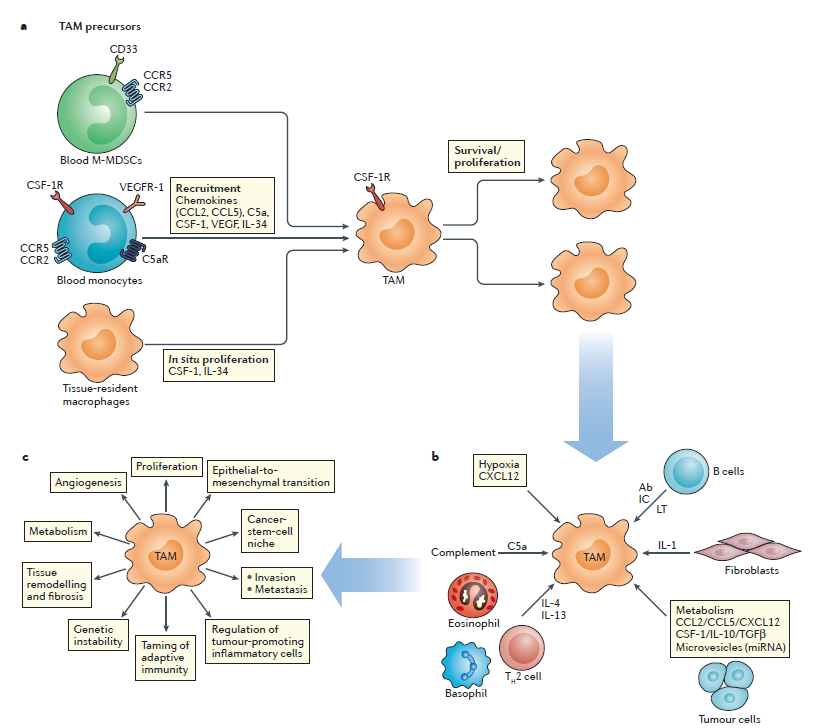 a
TAM precursors
CD33
CCR5
CCR2
Blood M-MDSCs
CSF-1R
VEGFR-1
CCR5
CCR2
C5aR
Blood monocytes
Recruitment
Chemokines
(CCL2, CCL5), C5a,
CSF-1, VEGF, IL-34
Tissue-resident
macrophages
In situ proliferation
CSF-1, IL-34
CSF-1R
TAM
Survival/
proliferation
c
Angiogenesis
Proliferation
Epithelial-to-
mesenchymal transition
Metabolism
TAM
Cancer-
stem-cell
niche
Tissue
remodelling
and fibrosis
• Invasion
• Metastasis
Genetic
instability
Taming of
adaptive
immunity
Regulation of
tumour-promoting
inflammatory cells
b
Hypoxia
CXCL12
B cells
Ab
IC
LT
Complement
C5a
TAM
IL-1
Fibroblasts
Eosinophil
IL-4
IL-13
Basophil
TH2 cell
Metabolism
CCL2/CCL5/CXCL12
CSF-1/IL-10/TGFβ
Microvesicles (miRNA)
Tumour cells